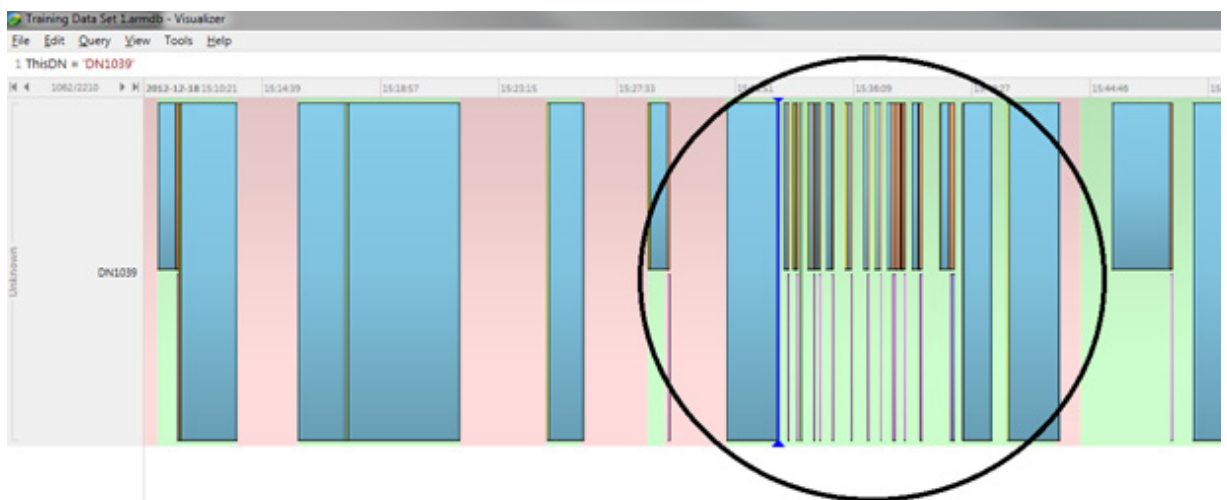 Training Data Set 1.armdb - Visualizer
File Edit Query View Tools Help
1 ThisDN = 'DN1039'
1062/2210 2012-12-18 15:10:21 15:14:39 15:18:57 15:23:15 15:27:33 15:36:09 15:44:46
Unknown
DN1039